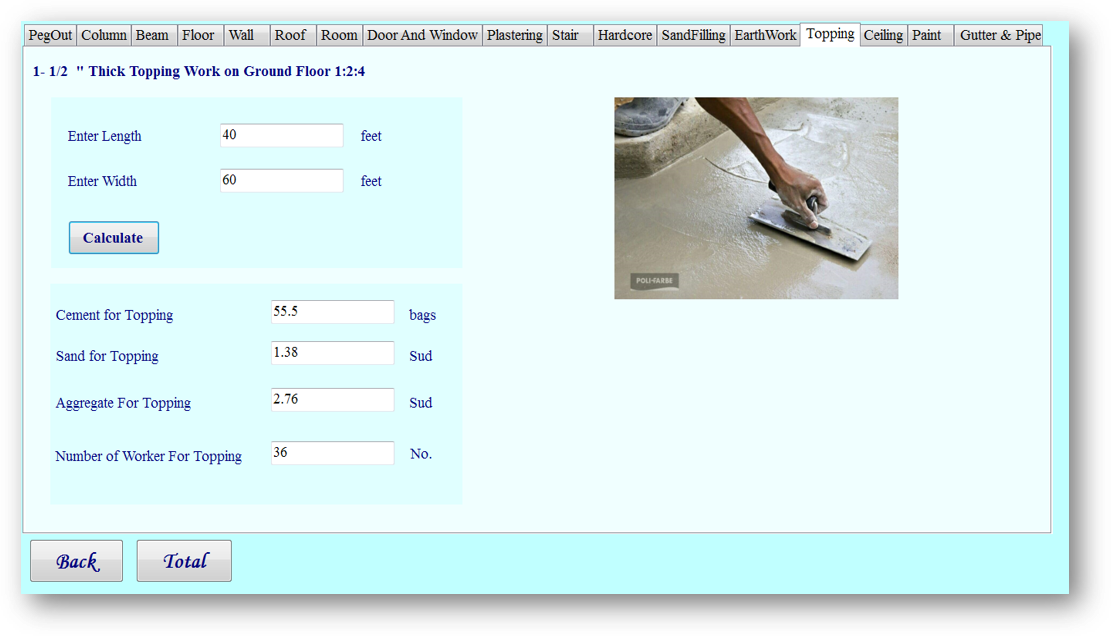 PegOut Column Beam Floor Wall Roof Room Door And Window Plastering Stair Hardcore SandFilling EarthWork Topping Ceiling Paint Gutter & Pipe
1- 1/2 " Thick Topping Work on Ground Floor 1:2:4
Enter Length 40 feet
Enter Width 60 feet
Calculate
POLI-FARBE
Cement for Topping 55.5 bags
Sand for Topping 1.38 Sud
Aggregate For Topping 2.76 Sud
Number of Worker For Topping 36 No.
Back Total